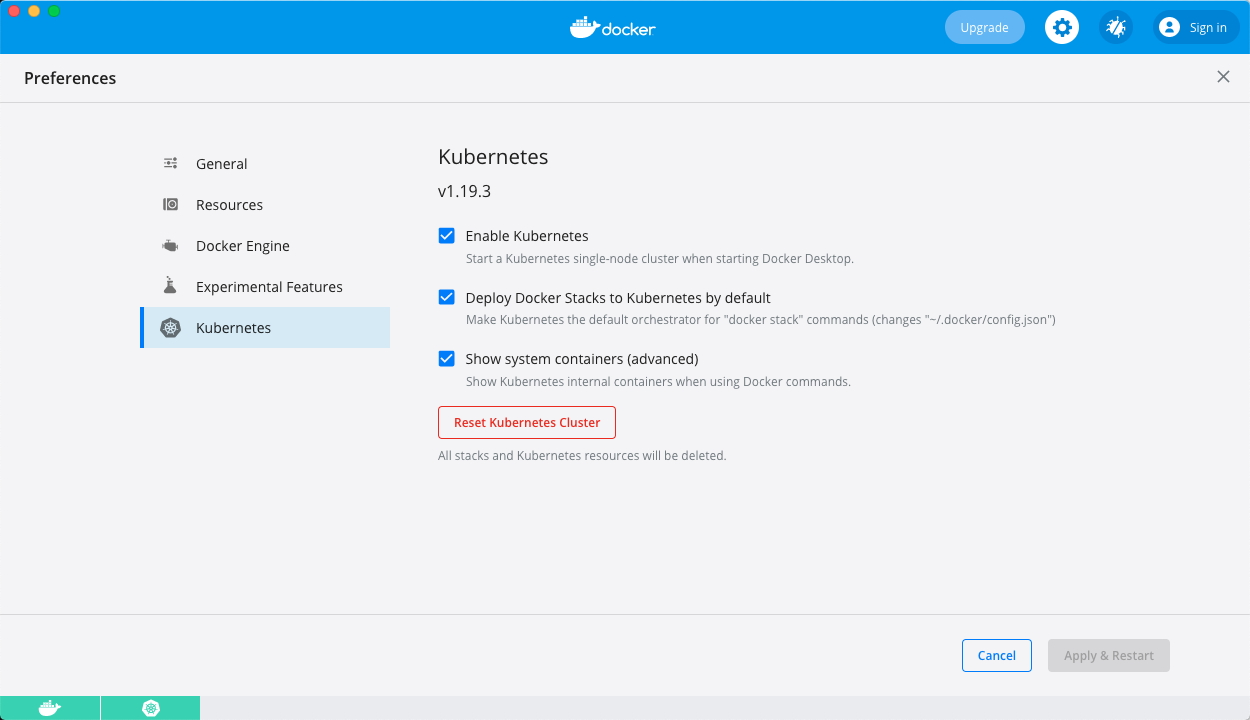 docker
Upgrade
Sign in
Preferences
General
Resources
Docker Engine
Experimental Features
Kubernetes
Kubernetes
v1.19.3
Enable Kubernetes
Start a Kubernetes single-node cluster when starting Docker Desktop.
Deploy Docker Stacks to Kubernetes by default
Make Kubernetes the default orchestrator for "docker stack" commands (changes "~/.docker/config.json")
Show system containers (advanced)
Show Kubernetes internal containers when using Docker commands.
Reset Kubernetes Cluster
All stacks and Kubernetes resources will be deleted.
Cancel
Apply & Restart